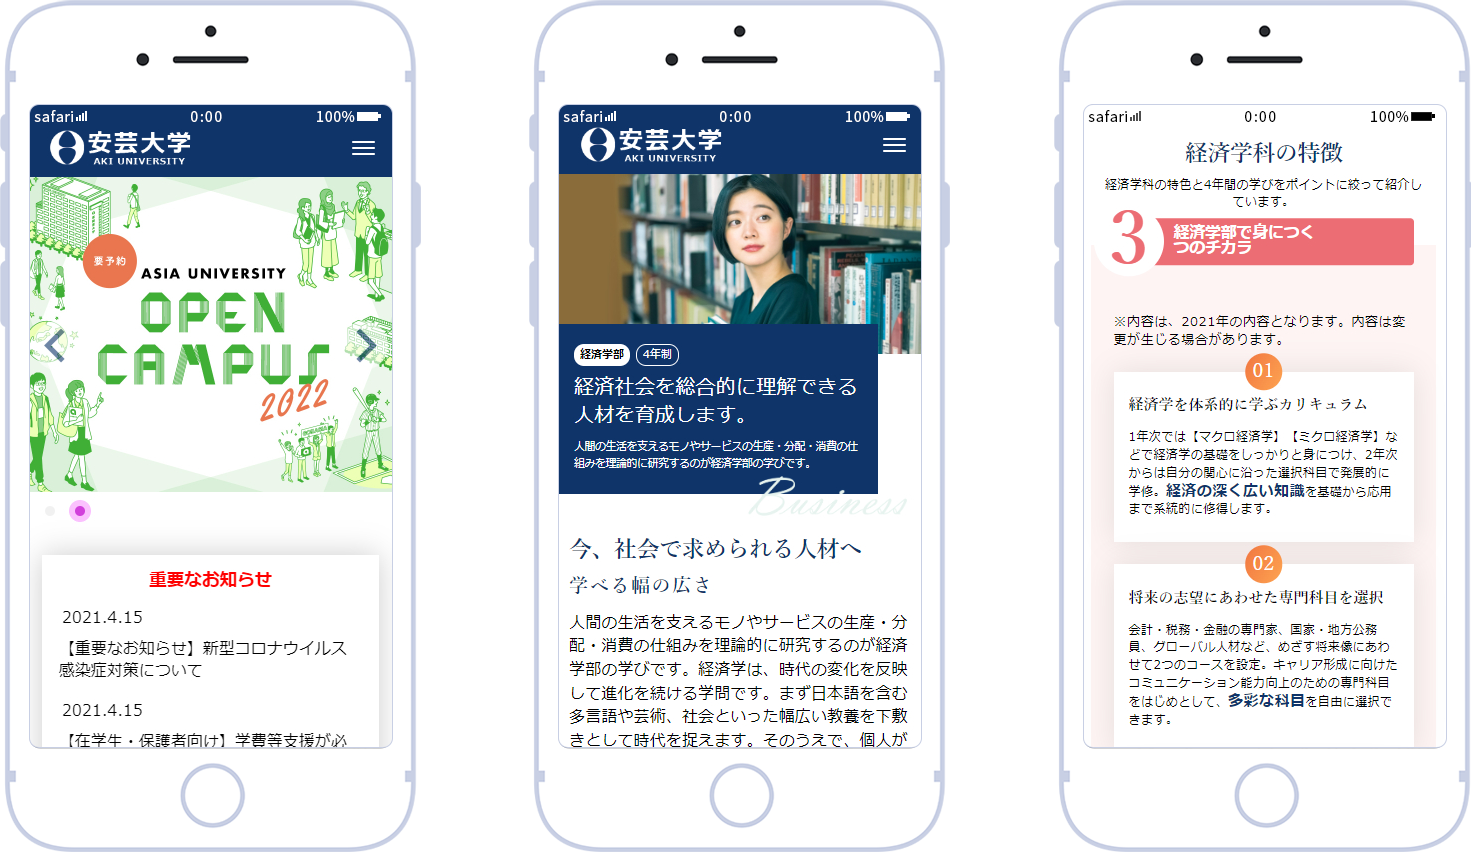 safari 0:00 100%
安芸大学
AKI UNIVERSITY
要予約
ASIA UNIVERSITY
OPEN
CAMPUS
2022
重要なお知らせ
2021.4.15
【重要なお知らせ】新型コロナウイルス
感染症対策について
2021.4.15
【在学生・保護者向け】学費等支援が必
safari 0:00 100%
安芸大学
AKI UNIVERSITY
経済学部 4年制
経済社会を総合的に理解できる
人材を育成します。
人間の生活を支えるモノやサービスの生産・分配・消費の仕
組みを理論的に研究するのが経済学部の学びです。
Business
今、社会で求められる人材へ
学べる幅の広さ
人間の生活を支えるモノやサービスの生産・分
配・消費の仕組みを理論的に研究するのが経済
学部の学びです。経済学は、時代の変化を反映
して進化を続ける学問です。まず日本語を含む
多言語や芸術、社会といった幅広い教養を下敷
きとして時代を捉えます。そのうえで、個人が
safari 0:00 100%
経済学科の特徴
経済学科の特色と4年間の学びをポイントに絞って紹介し
ています。
3
経済学部で身につく
つのチカラ
※内容は、2021年の内容となります。内容は変
更が生じる場合があります。
01
経済学を体系的に学ぶカリキュラム
1年次では【マクロ経済学】【ミクロ経済学】な
どで経済学の基礎をしっかりと身につけ、2年次
からは自分の関心に沿った選択科目で発展的に
学修。経済の深く広い知識を基礎から応用
まで系統的に修得します。
02
将来の志望にあわせた専門科目を選択
会計・税務・金融の専門家、国家・地方公務
員、グローバル人材など、めざす将来像にあわ
せて2つのコースを設定。キャリア形成に向けた
コミュニケーション能力向上のための専門科目
をはじめとして、多彩な科目を自由に選択で
きます。